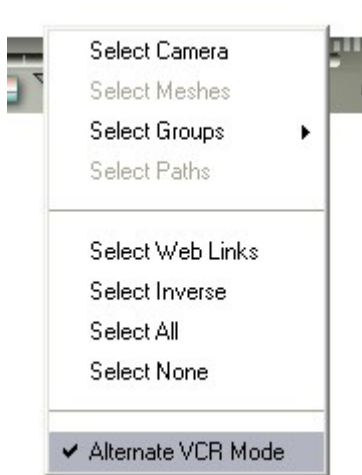 Select Camera
Select Meshes
Select Groups
Select Paths
Select Web Links
Select Inverse
Select All
Select None
Alternate VCR Mode